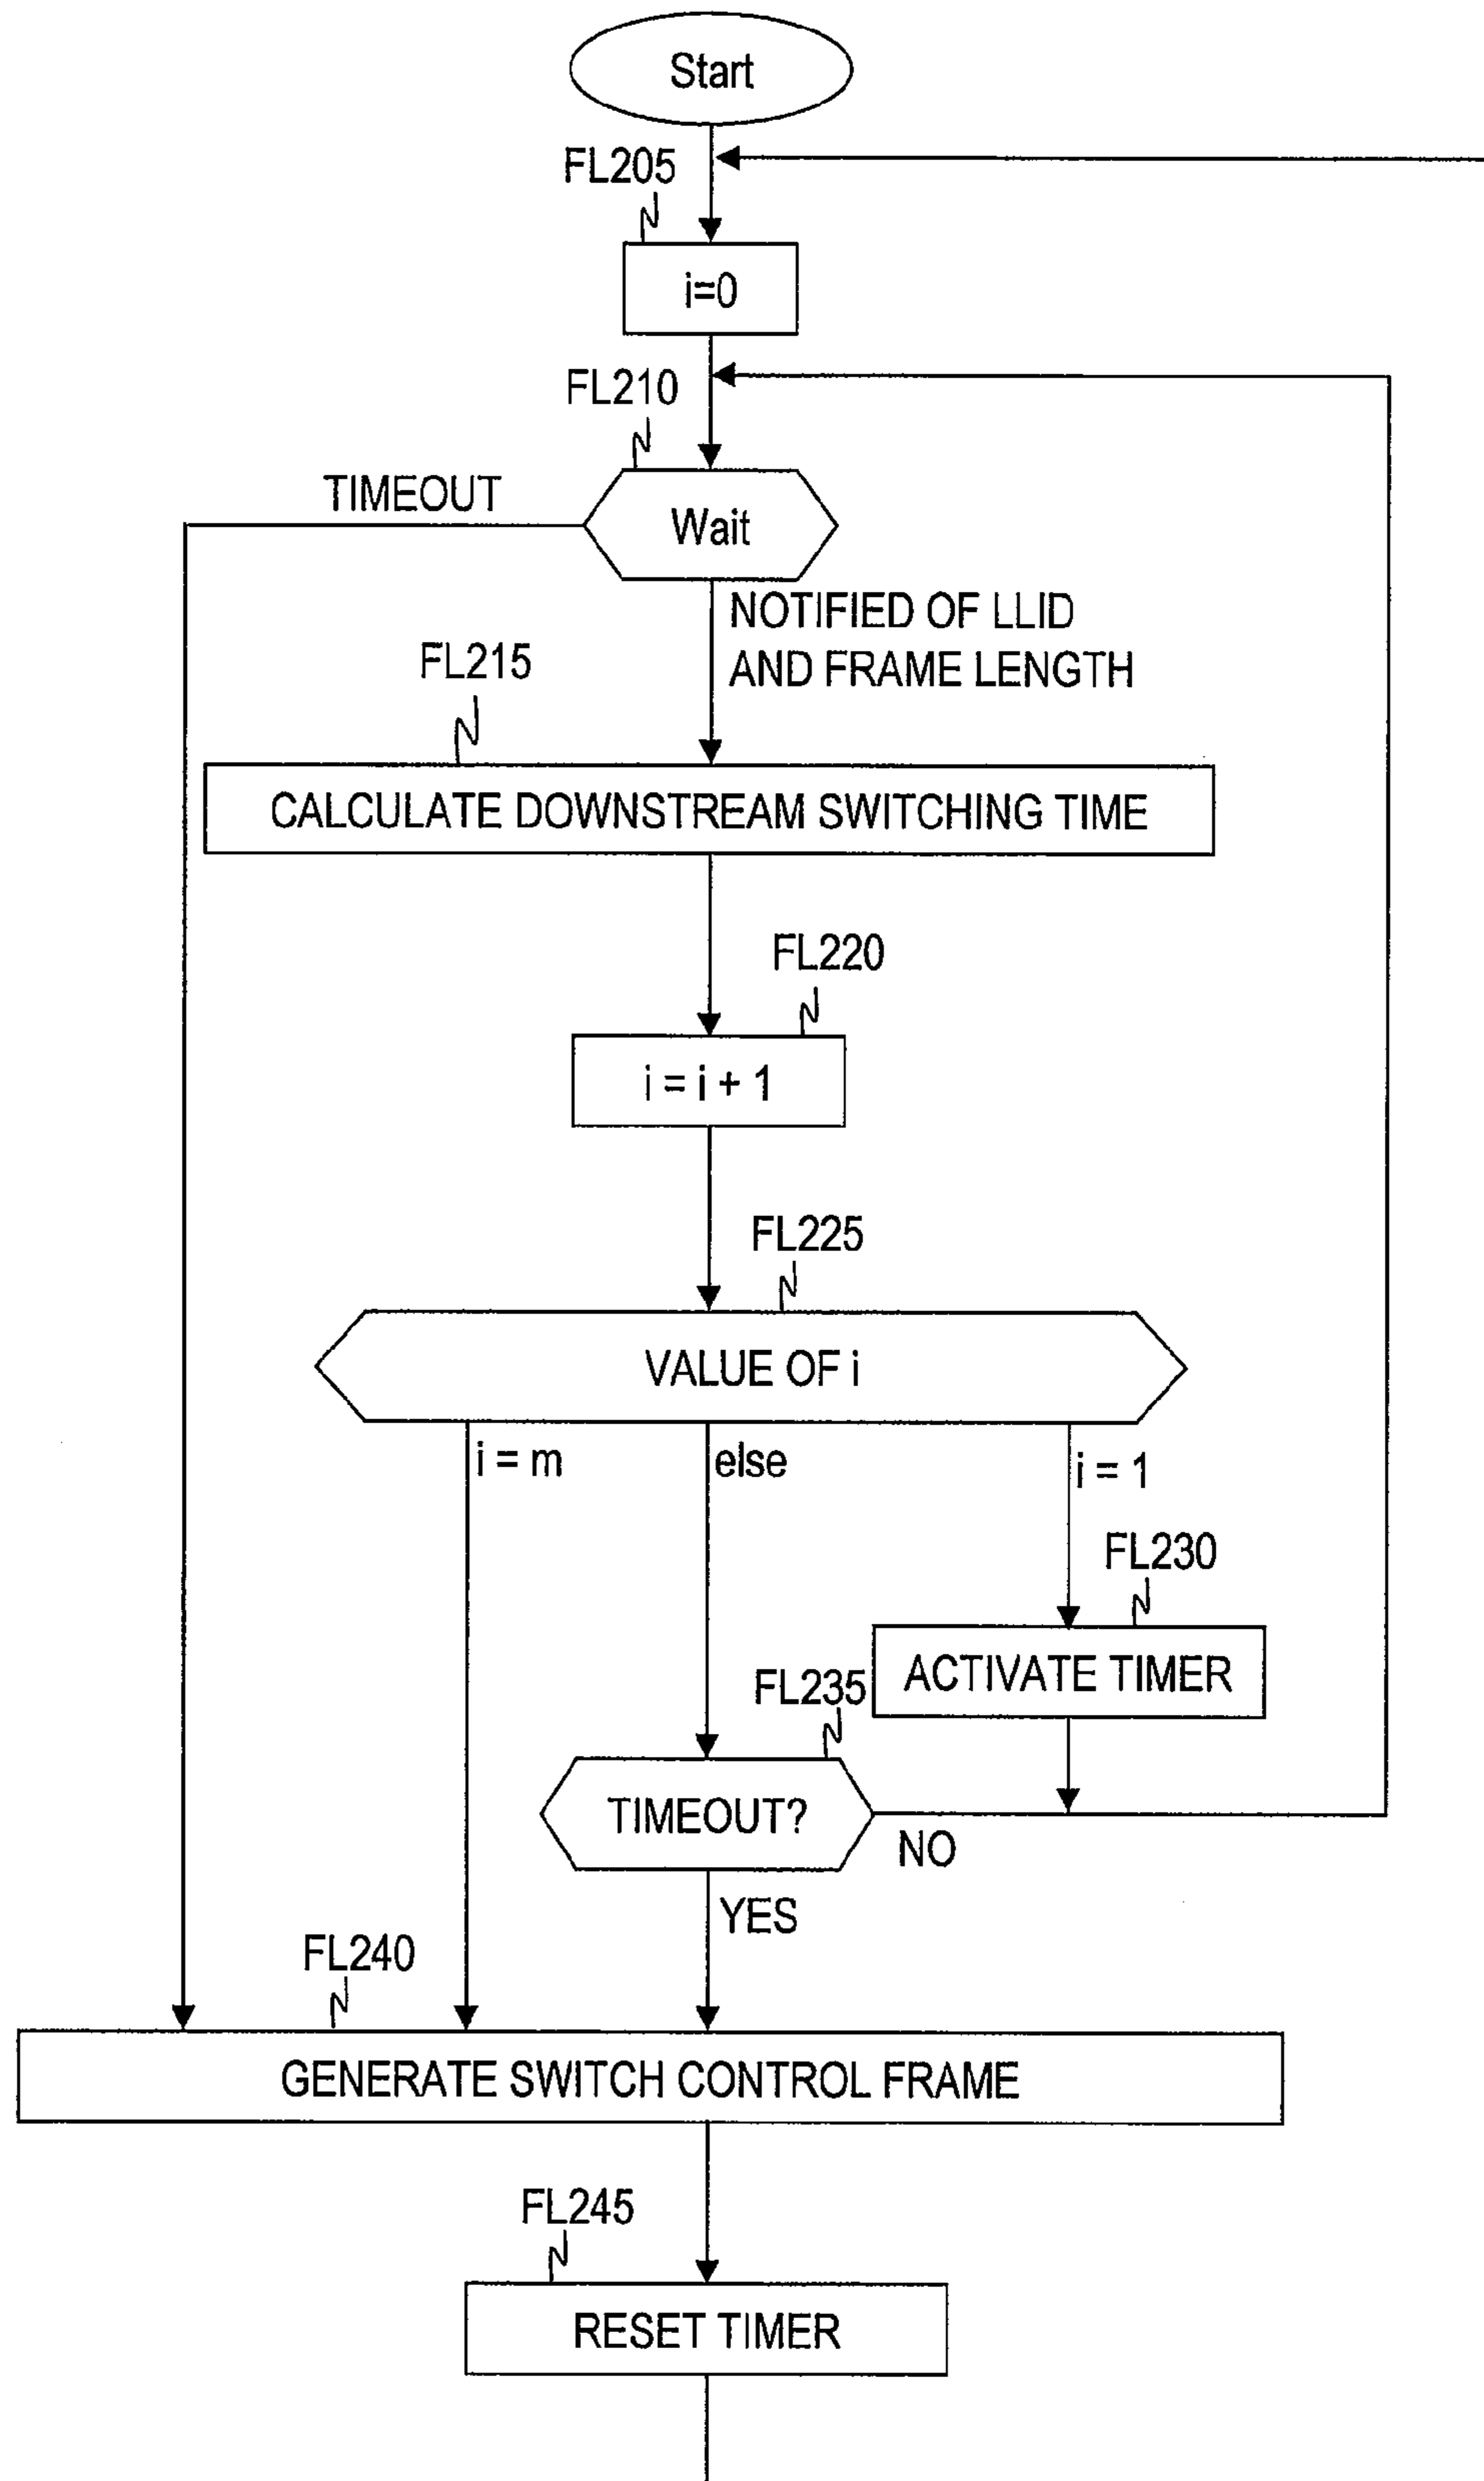 Start
FL205
i=0
FL210
TIMEOUT
Wait
NOTIFIED OF LLID
AND FRAME LENGTH
FL215
CALCULATE DOWNSTREAM SWITCHING TIME
FL220
i = i + 1
FL225
VALUE OF i
i = m
else
i = 1
FL230
ACTIVATE TIMER
FL235
TIMEOUT?
NO
YES
FL240
GENERATE SWITCH CONTROL FRAME
FL245
RESET TIMER